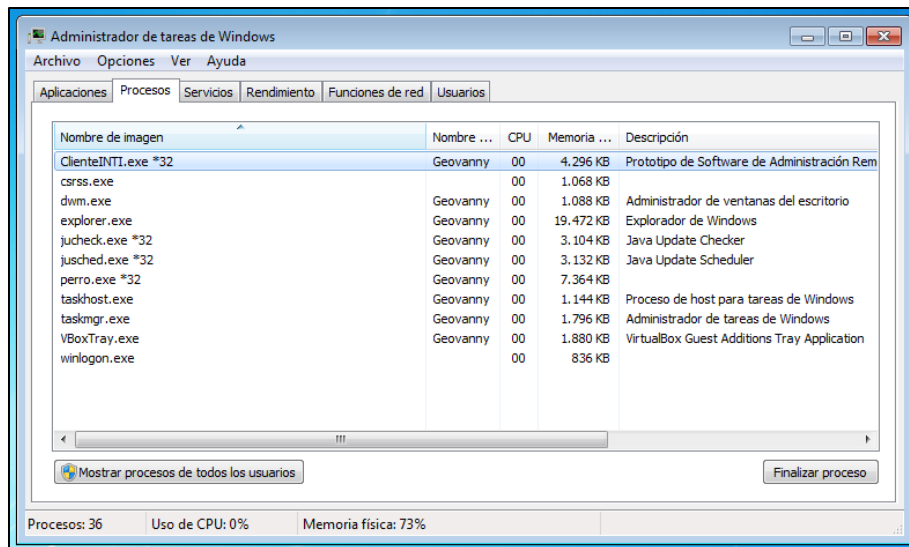 Administrador de tareas de Windows
Archivo Opciones Ver Ayuda
Aplicaciones Procesos Servicios Rendimiento Funciones de red Usuarios
Nombre de imagen Nombre ... CPU Memoria ... Descripción
ClienteINTI.exe *32 Geovanny 00 4.296 KB Prototipo de Software de Administración Rem
csrss.exe 00 1.068 KB
dwm.exe Geovanny 00 1.088 KB Administrador de ventanas del escritorio
explorer.exe Geovanny 00 19.472 KB Explorador de Windows
jucheck.exe *32 Geovanny 00 3.104 KB Java Update Checker
jusched.exe *32 Geovanny 00 3.132 KB Java Update Scheduler
perro.exe *32 Geovanny 00 7.364 KB
taskhost.exe Geovanny 00 1.144 KB Proceso de host para tareas de Windows
taskmgr.exe Geovanny 00 1.796 KB Administrador de tareas de Windows
VBoxTray.exe Geovanny 00 1.880 KB VirtualBox Guest Additions Tray Application
winlogon.exe 00 836 KB
Mostrar procesos de todos los usuarios Finalizar proceso
Procesos: 36 Uso de CPU: 0% Memoria física: 73%